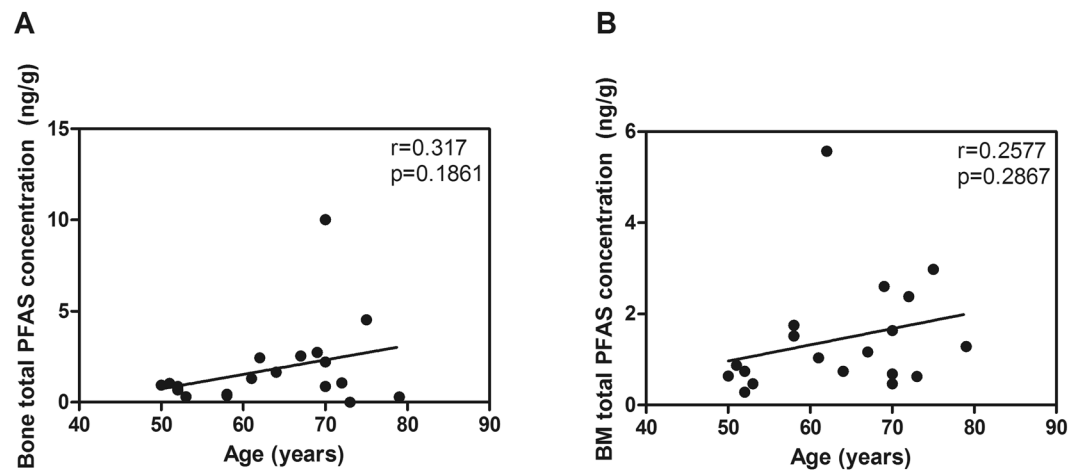 A
Bone total PFAS concentration (ng/g)
15
10
5
0
r=0.317
p=0.1861
40 50 60 70 80 90
Age (years)
B
BM total PFAS concentration (ng/g)
6
4
2
0
r=0.2577
p=0.2867
40 50 60 70 80 90
Age (years)